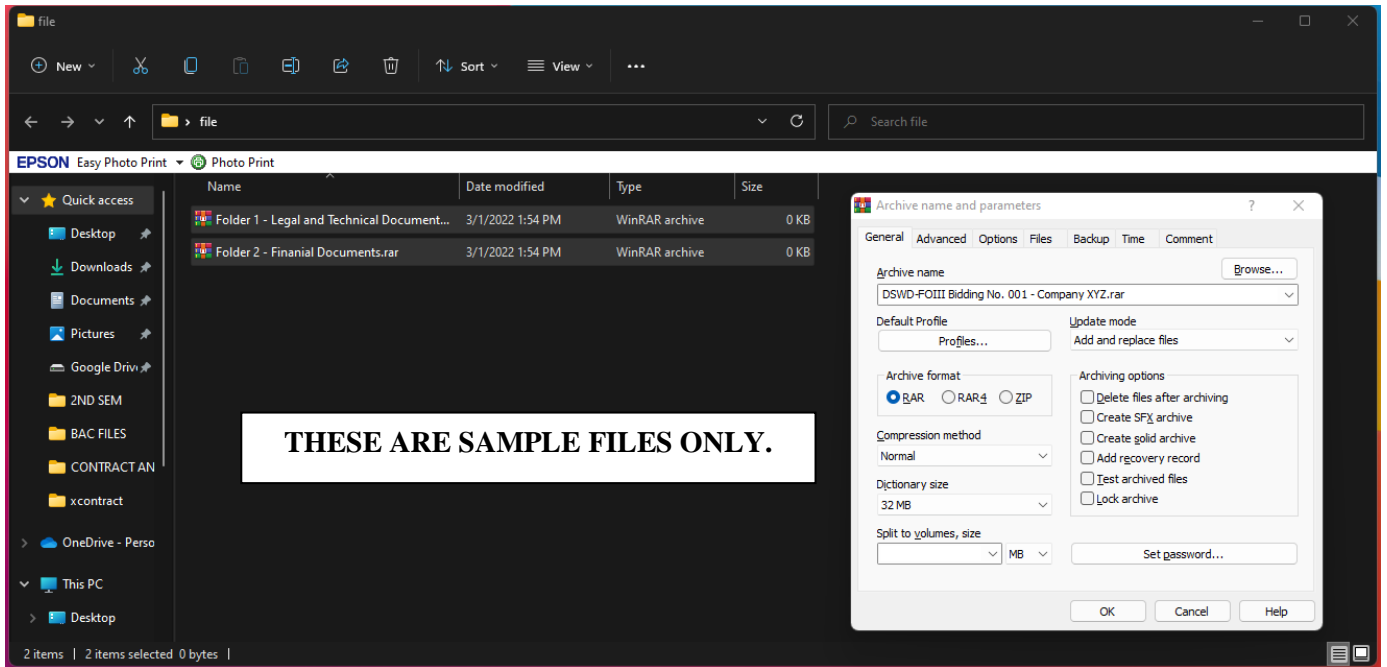 file
New
Sort
View
file
Search file
EPSON Easy Photo Print
Photo Print
Name
Date modified
Type
Size
Quick access
Desktop
Downloads
Documents
Pictures
Google Driv
2ND SEM
BAC FILES
CONTRACT AN
xcontract
OneDrive - Perso
This PC
Desktop
Folder 1 - Legal and Technical Document... 3/1/2022 1:54 PM WinRAR archive 0 KB
Folder 2 - Finanial Documents.rar 3/1/2022 1:54 PM WinRAR archive 0 KB
THESE ARE SAMPLE FILES ONLY.
2 items | 2 items selected 0 bytes |
Archive name and parameters ?
General Advanced Options Files Backup Time Comment
Archive name
Browse...
DSWD-FOIII Bidding No. 001 - Company XYZ.rar
Default Profile
Profiles...
Update mode
Add and replace files
Archive format
RAR RAR4 ZIP
Compression method
Normal
Dictionary size
32 MB
Split to volumes, size
MB
Archiving options
Delete files after archiving
Create SFX archive
Create solid archive
Add recovery record
Test archived files
Lock archive
Set password...
OK Cancel Help